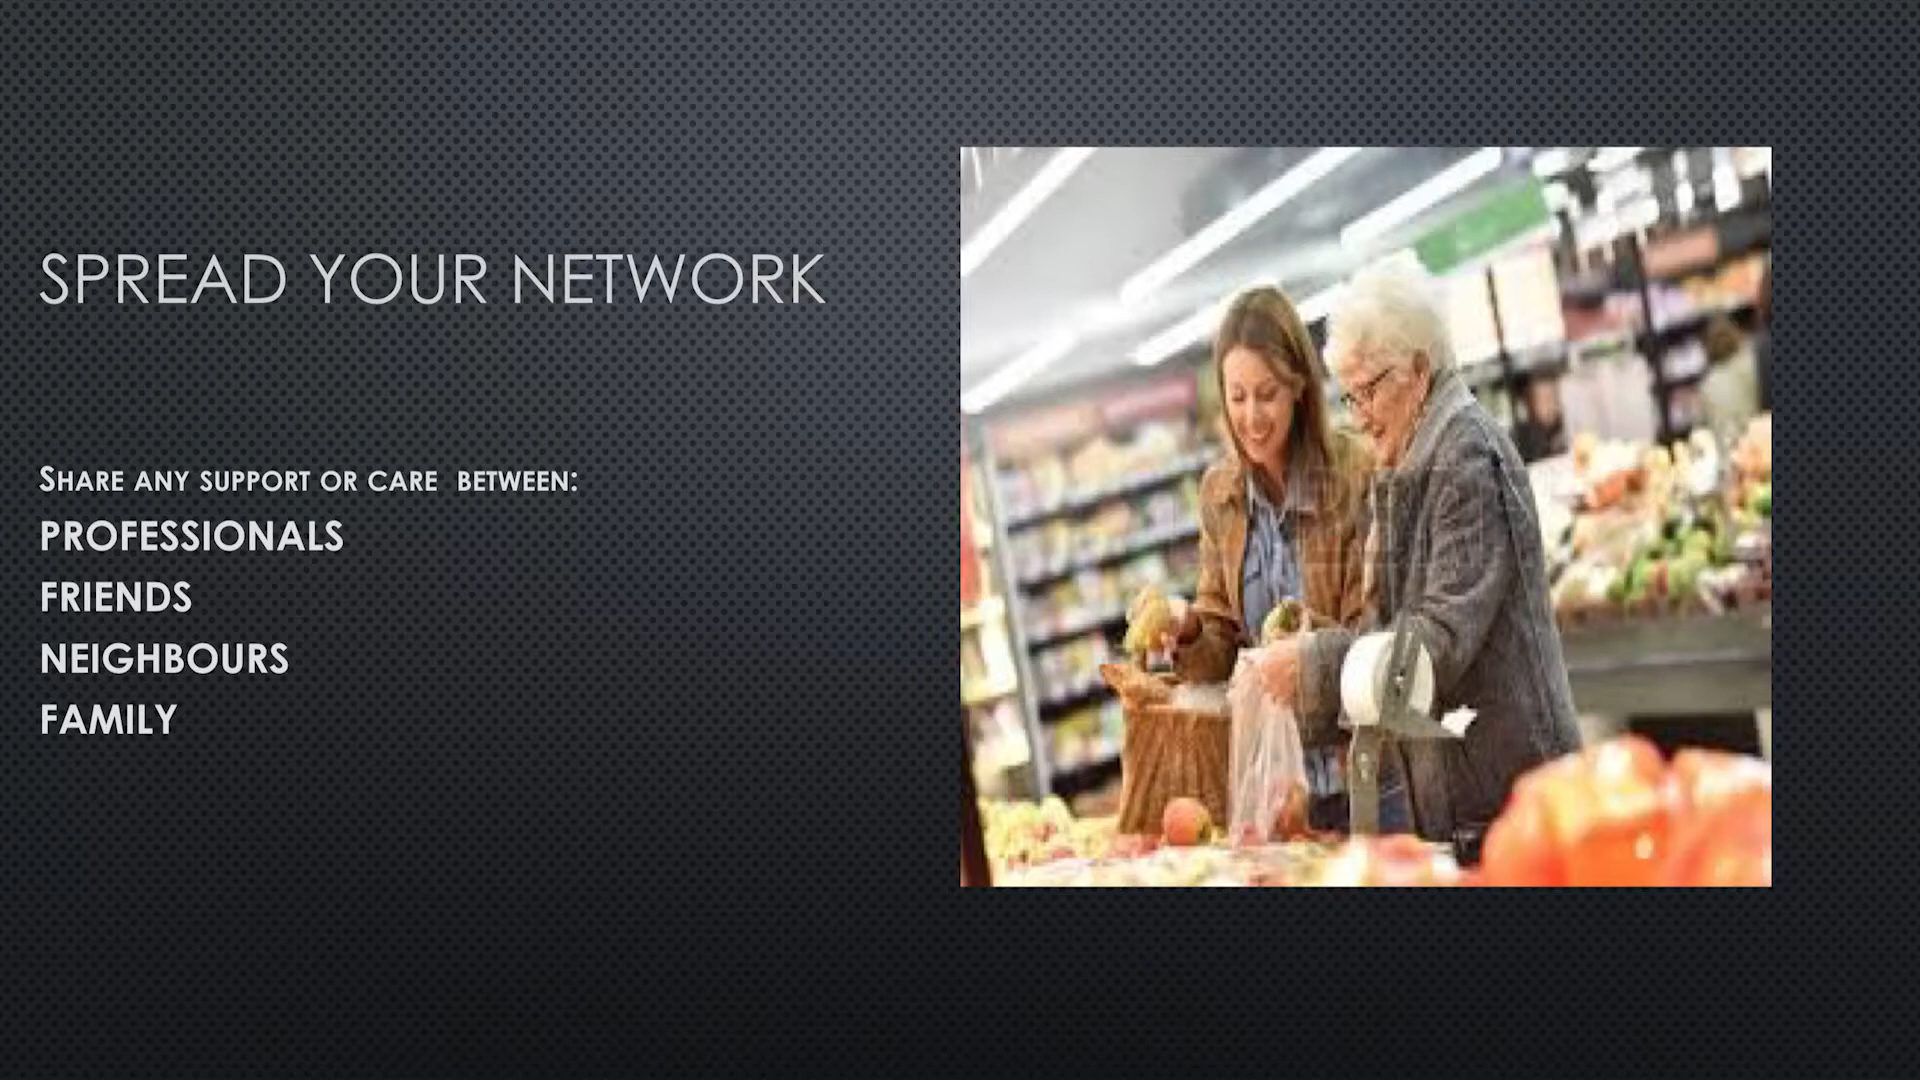 SPREAD YOUR NETWORK
SHARE ANY SUPPORT OR CARE BETWEEN:
PROFESSIONALS
FRIENDS
NEIGHBOURS
FAMILY